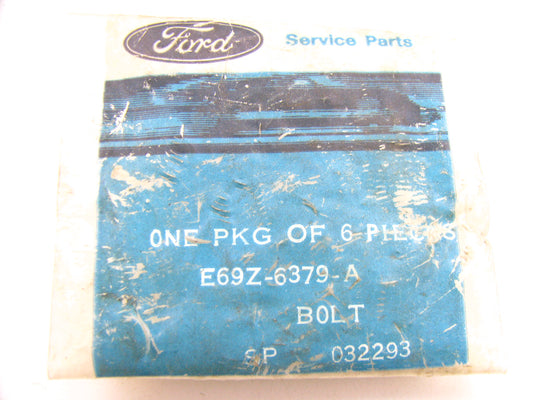 Ford Service Parts
ONE PKG OF 6 PIECES
E69Z-6379-A
BOLT
SP 032293